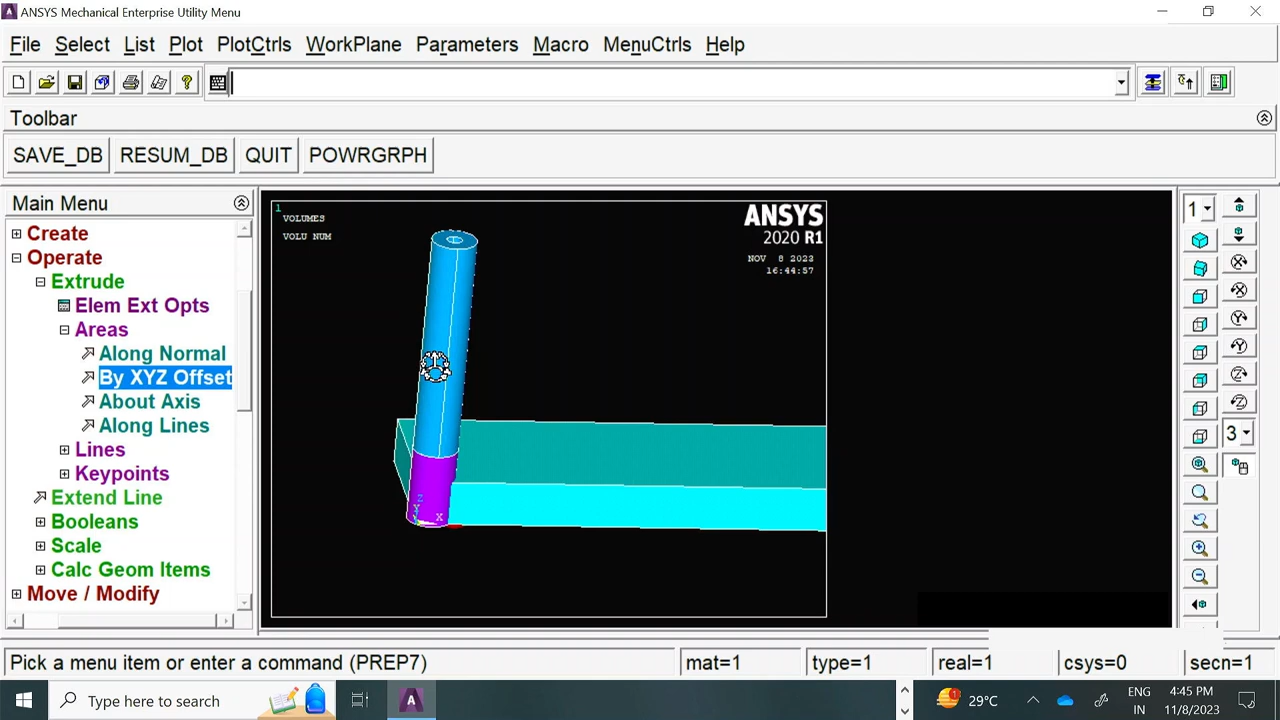 ANSYS Mechanical Enterprise Utility Menu
File Select List Plot PlotCtrls WorkPlane Parameters Macro MenuCtrls Help
Toolbar
SAVE_DB RESUM_DB QUIT POWRGRPH
Main Menu
Create
Operate
Extrude
Elem Ext Opts
Areas
Along Normal
By XYZ Offset
About Axis
Along Lines
Lines
Keypoints
Extend Line
Booleans
Scale
Calc Geom Items
Move / Modify
1
VOLUMES
VOLU NUM
ANSYS
2020 R1
NOV 8 2023
16:44:57
Z
Y
X
1
3
Pick a menu item or enter a command (PREP7) mat=1 type=1 real=1 csys=0 secn=1
Type here to search
1
29°C
ENG
IN
4:45 PM
11/8/2023